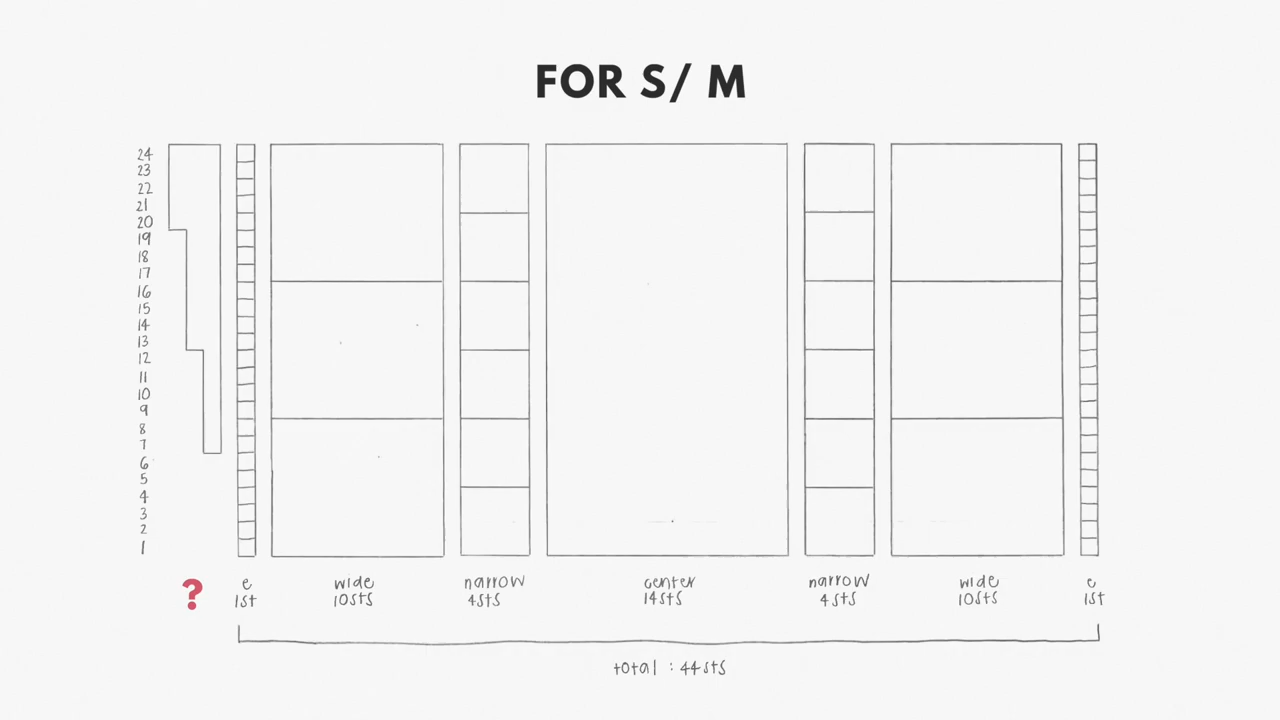 FOR S/ M
24
23
22
21
20
19
18
17
16
15
14
13
12
11
10
9
8
7
6
5
4
3
2
1
?
e
1st
wide
10sts
narrow
4sts
center
14sts
narrow
4sts
wide
10sts
e
1st
total : 44sts